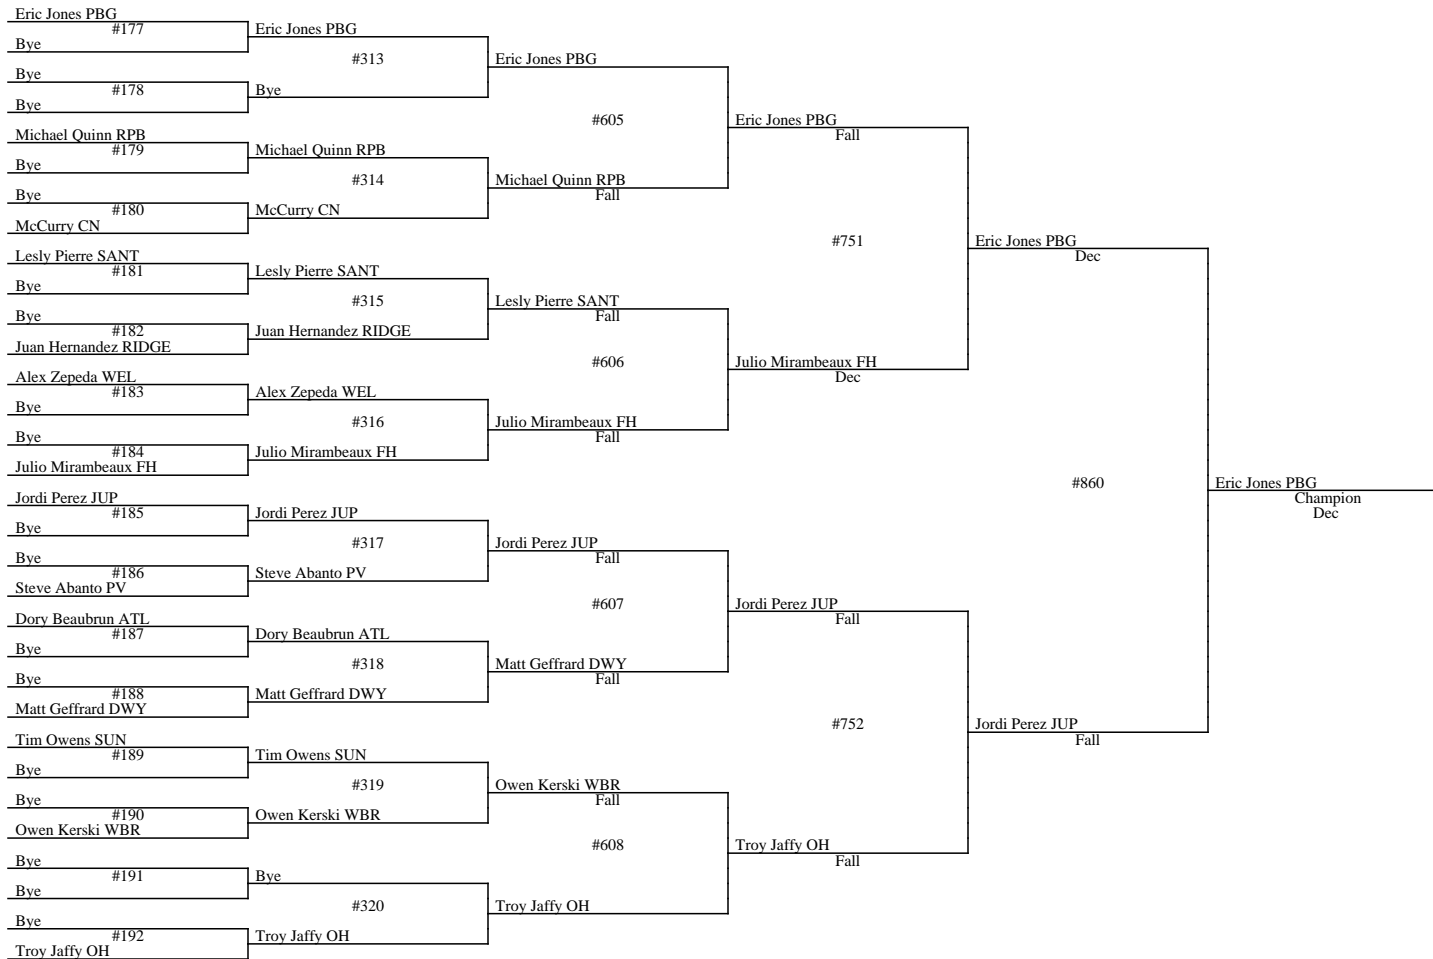 Eric Jones PBG
#177
Bye
Bye
#178
Bye
Michael Quinn RPB
#179
Bye
Bye
#180
McCurry CN
Lesly Pierre SANT
#181
Bye
Bye
#182
Juan Hernandez RIDGE
Alex Zepeda WEL
#183
Bye
Bye
#184
Julio Mirambeaux FH
Jordi Perez JUP
#185
Bye
Bye
#186
Steve Abanto PV
Dory Beaubrun ATL
#187
Bye
Bye
#188
Matt Geffrard DWY
Tim Owens SUN
#189
Bye
Bye
#190
Owen Kerski WBR
Bye
#191
Bye
Bye
#192
Troy Jaffy OH
Eric Jones PBG
#313
Bye
Michael Quinn RPB
#314
McCurry CN
Lesly Pierre SANT
#315
Juan Hernandez RIDGE
Alex Zepeda WEL
#316
Julio Mirambeaux FH
Jordi Perez JUP
#317
Steve Abanto PV
Dory Beaubrun ATL
#318
Matt Geffrard DWY
Tim Owens SUN
#319
Owen Kerski WBR
Bye
#320
Troy Jaffy OH
Eric Jones PBG
#605
Michael Quinn RPB
Fall
Lesly Pierre SANT
Fall
#606
Julio Mirambeaux FH
Fall
Jordi Perez JUP
Fall
#607
Matt Geffrard DWY
Fall
Owen Kerski WBR
Fall
#608
Troy Jaffy OH
Eric Jones PBG
Fall
#751
Julio Mirambeaux FH
Dec
Jordi Perez JUP
Fall
#752
Troy Jaffy OH
Fall
Eric Jones PBG
Dec
#860
Jordi Perez JUP
Fall
Eric Jones PBG
Champion
Dec